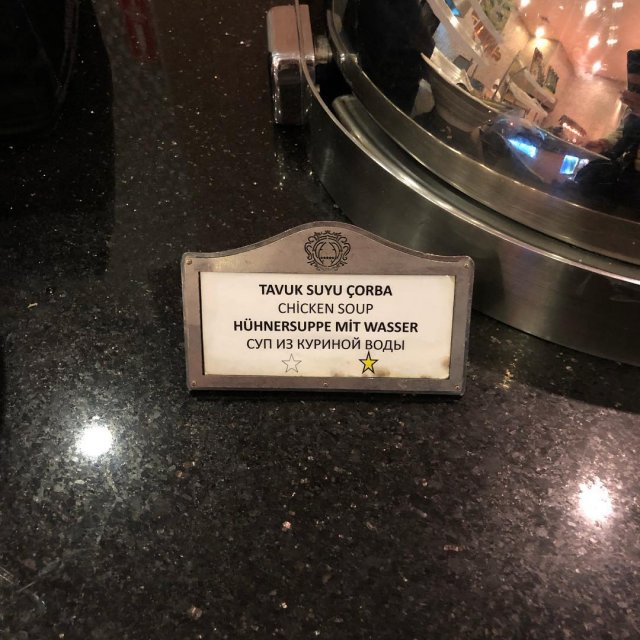 TAVUK SUYU ÇORBA
CHİCKEN SOUP
HÜHNERSUPPE MİT WASSER
СУП ИЗ КУРИНОЙ ВОДЫ